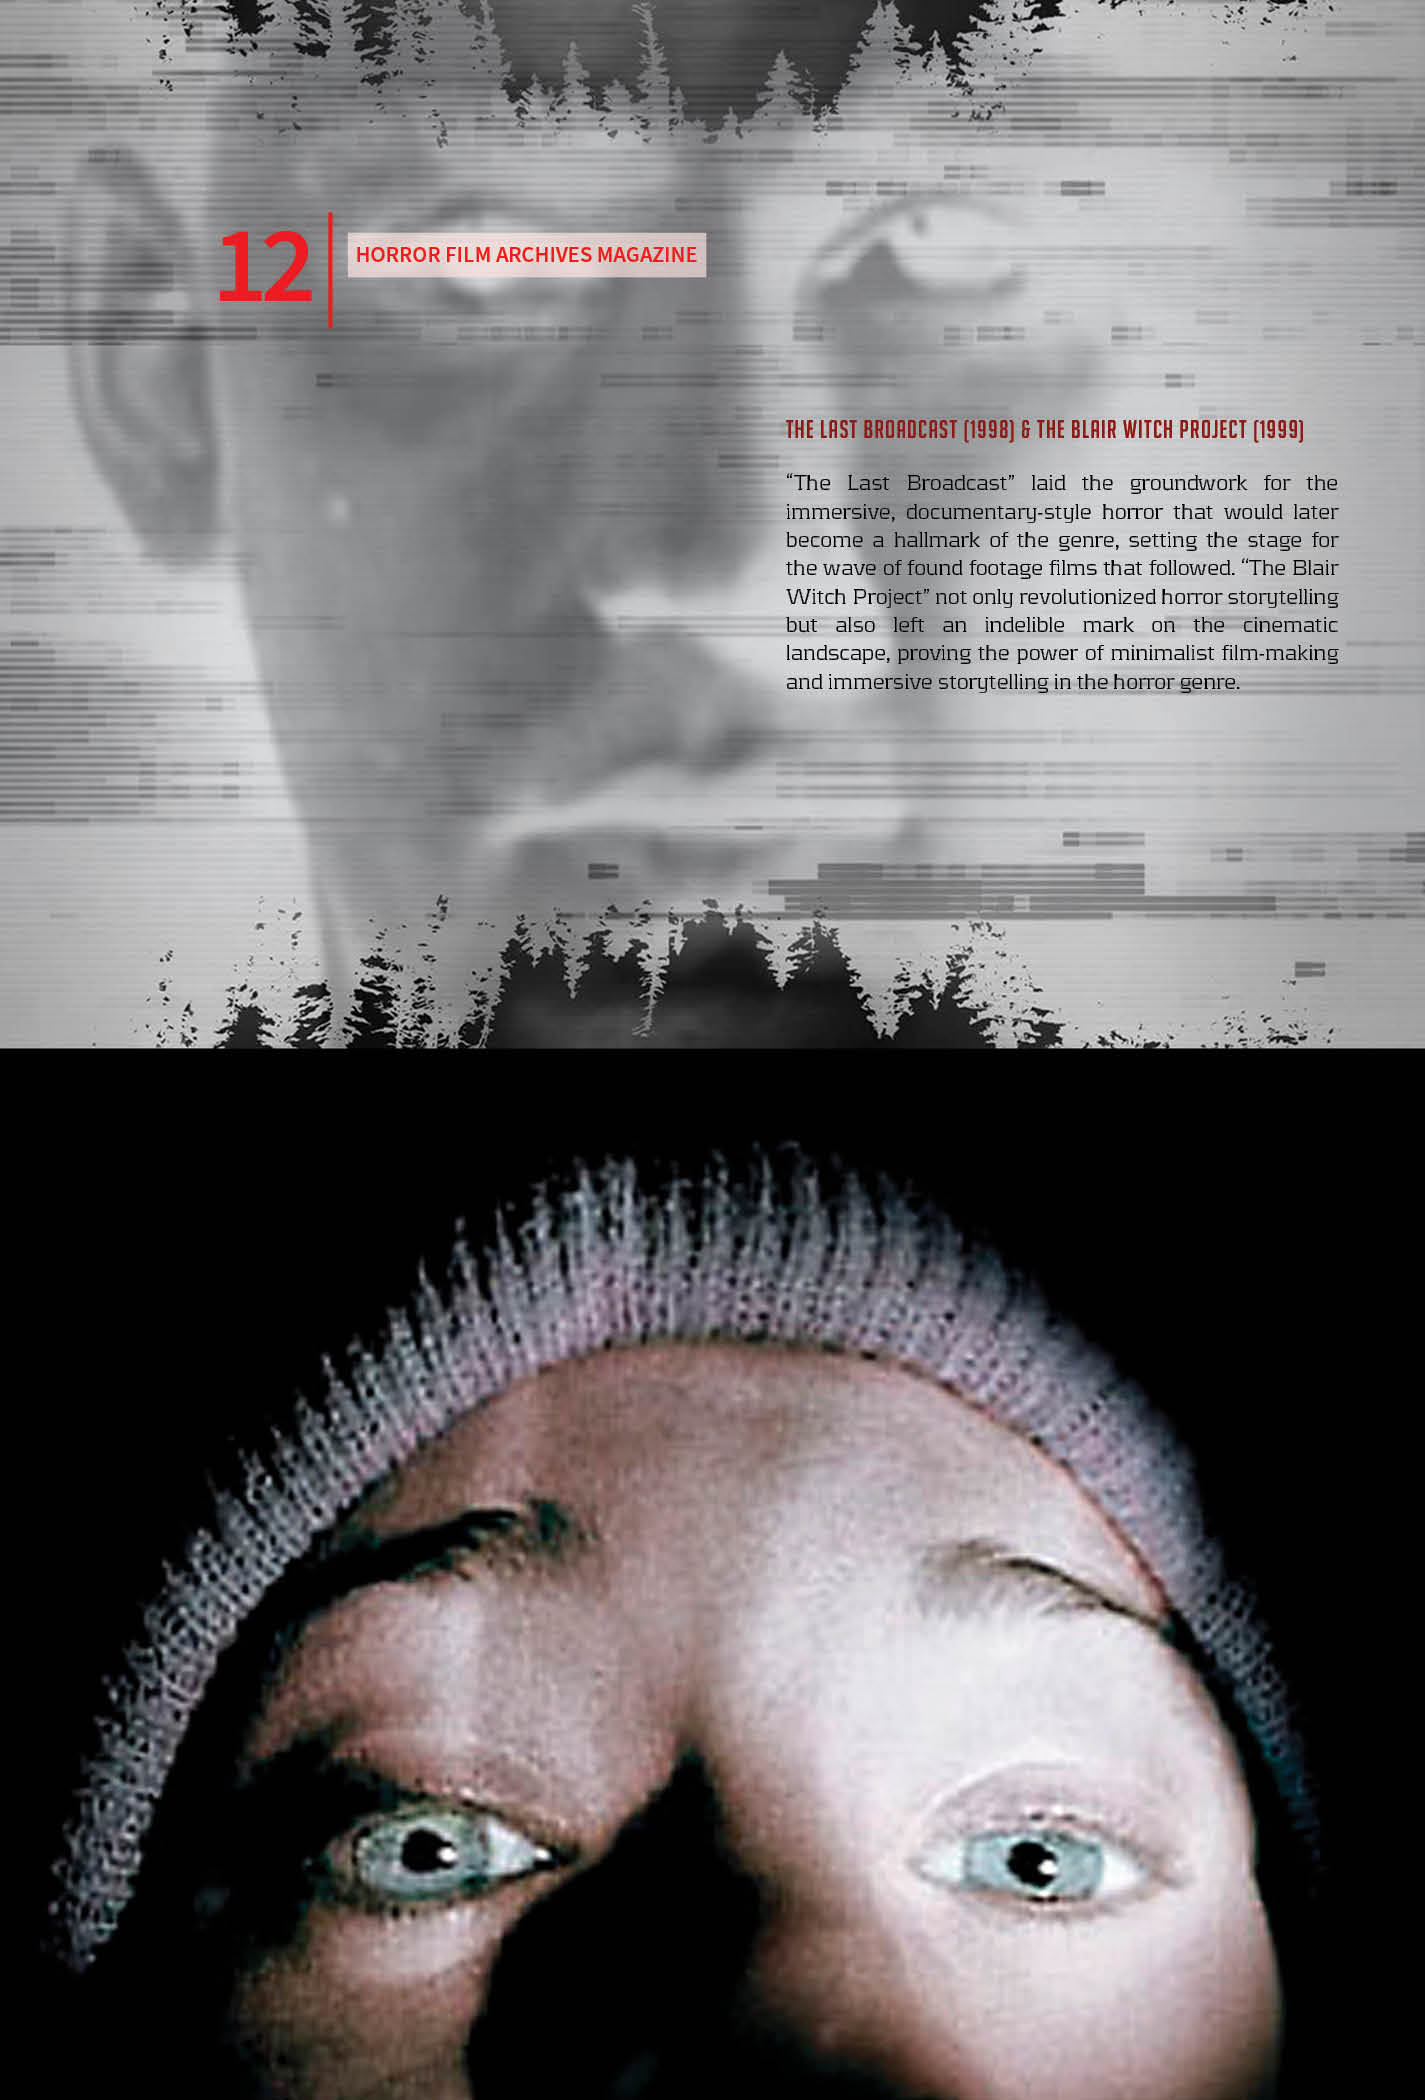 12
HORROR FILM ARCHIVES MAGAZINE
THE LAST BROADCAST (1998) & THE BLAIR WITCH PROJECT (1999)
“The Last Broadcast” laid the groundwork for the
immersive, documentary-style horror that would later
become a hallmark of the genre, setting the stage for
the wave of found footage films that followed. “The Blair
Witch Project” not only revolutionized horror storytelling
but also left an indelible mark on the cinematic
landscape, proving the power of minimalist film-making
and immersive storytelling in the horror genre.